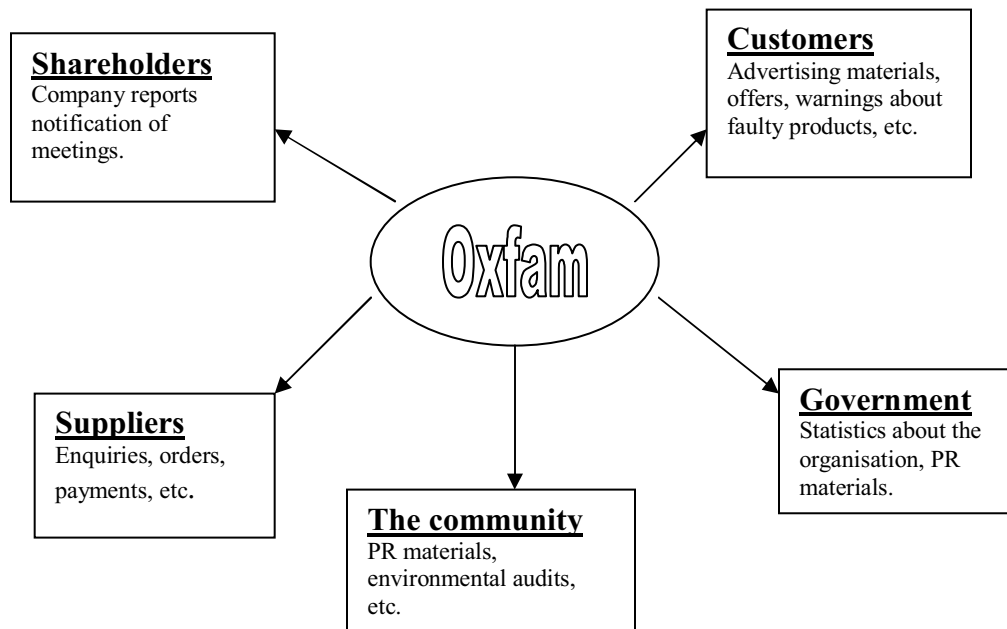 Shareholders
Company reports
notification of
meetings.
Customers
Advertising materials,
offers, warnings about
faulty products, etc.
Oxfam
Suppliers
Enquiries, orders,
payments, etc.
The community
PR materials,
environmental audits,
etc.
Government
Statistics about the
organisation, PR
materials.